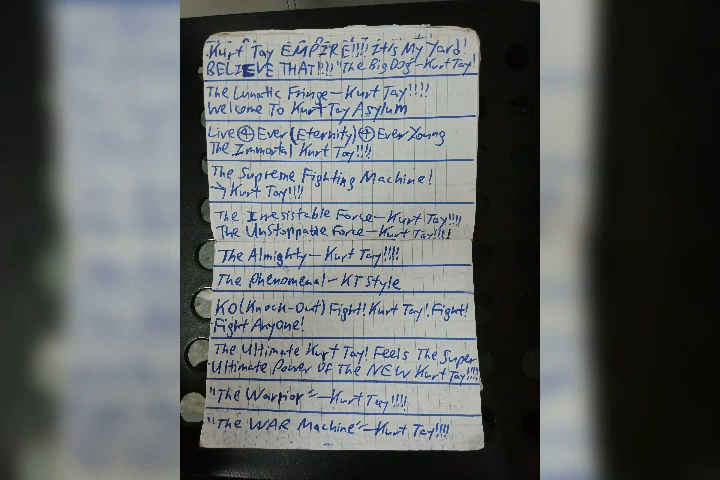 Kurt Tay EMPIRE!!!! It's My Yard!
BELIEVE THAT!!!! "The Big Dog"-Kurt Tay!
The Lunatic Fringe-Kurt Tay!!!!
Welcome To Kurt Tay Asylum
Live ④ Ever (Eternity) ④ Ever Young
The Immortal Kurt Tay!!!!
The Supreme Fighting Machine!
→ Kurt Tay!!!!
The Irresistable Force-Kurt Tay!!!!
The Unstoppable Force-Kurt Tay!!!!
The Almighty-Kurt Tay!!!!
The Phenomenal-KT Style
KO(Knock-Out) Fight! Kurt Tay! Fight!
Fight Anyone!
The Ultimate Kurt Tay! Feels The Super
Ultimate Power Of The NEW Kurt Tay!!!!
"The Warrior"-Kurt Tay!!!!
"The WAR Machine"-Kurt Tay!!!!